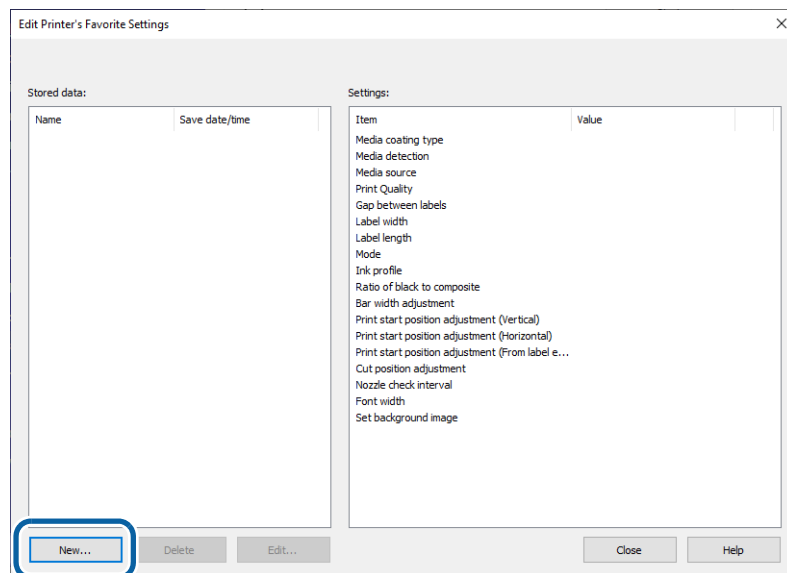 Edit Printer's Favorite Settings
Stored data:
Settings:
Name Save date/time
Item Value
Media coating type
Media detection
Media source
Print Quality
Gap between labels
Label width
Label length
Mode
Ink profile
Ratio of black to composite
Bar width adjustment
Print start position adjustment (Vertical)
Print start position adjustment (Horizontal)
Print start position adjustment (From label e...
Cut position adjustment
Nozzle check interval
Font width
Set background image
New... Delete Edit... Close Help